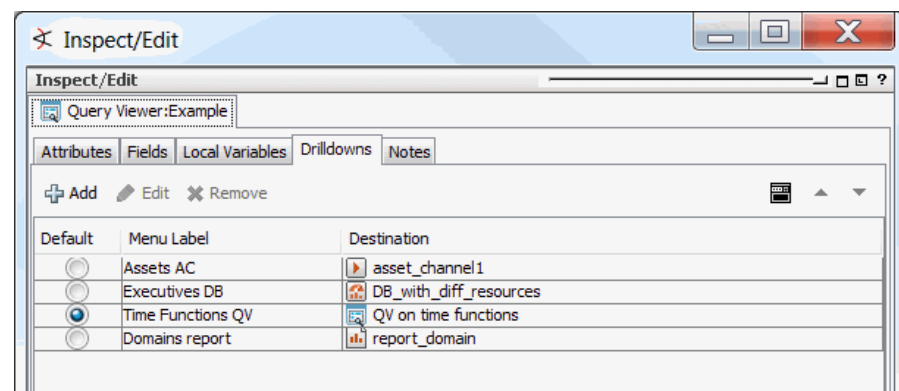 Inspect/Edit
Inspect/Edit ?
Query Viewer:Example
Attributes Fields Local Variables Drilldowns Notes
Add Edit Remove
Default Menu Label Destination
Assets AC asset_channel1
Executives DB DB_with_diff_resources
Time Functions QV QV on time functions
Domains report report_domain